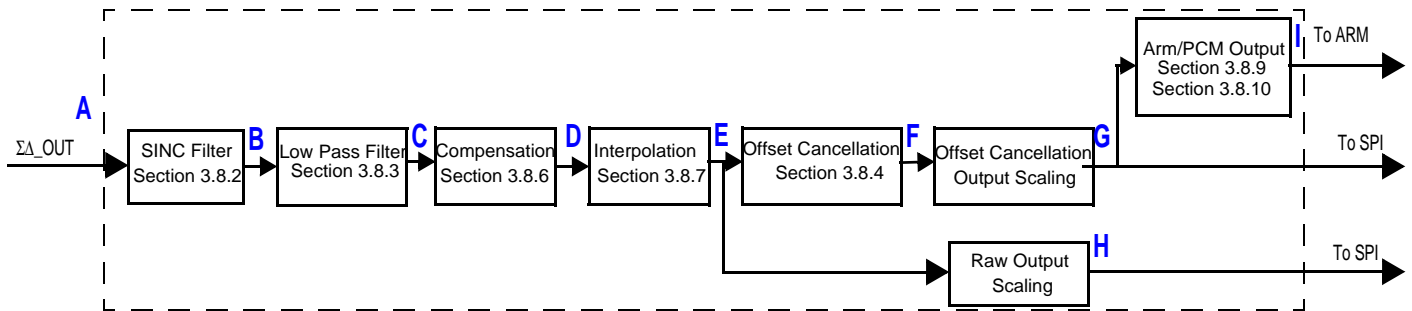 A
ΣΔ_OUT
SINC Filter
Section 3.8.2
B
Low Pass Filter
Section 3.8.3
C
Compensation
Section 3.8.6
D
Interpolation
Section 3.8.7
E
Offset Cancellation
Section 3.8.4
F
Offset Cancellation
Output Scaling
G
To SPI
Arm/PCM Output
Section 3.8.9
Section 3.8.10
I
To ARM
Raw Output
Scaling
H
To SPI